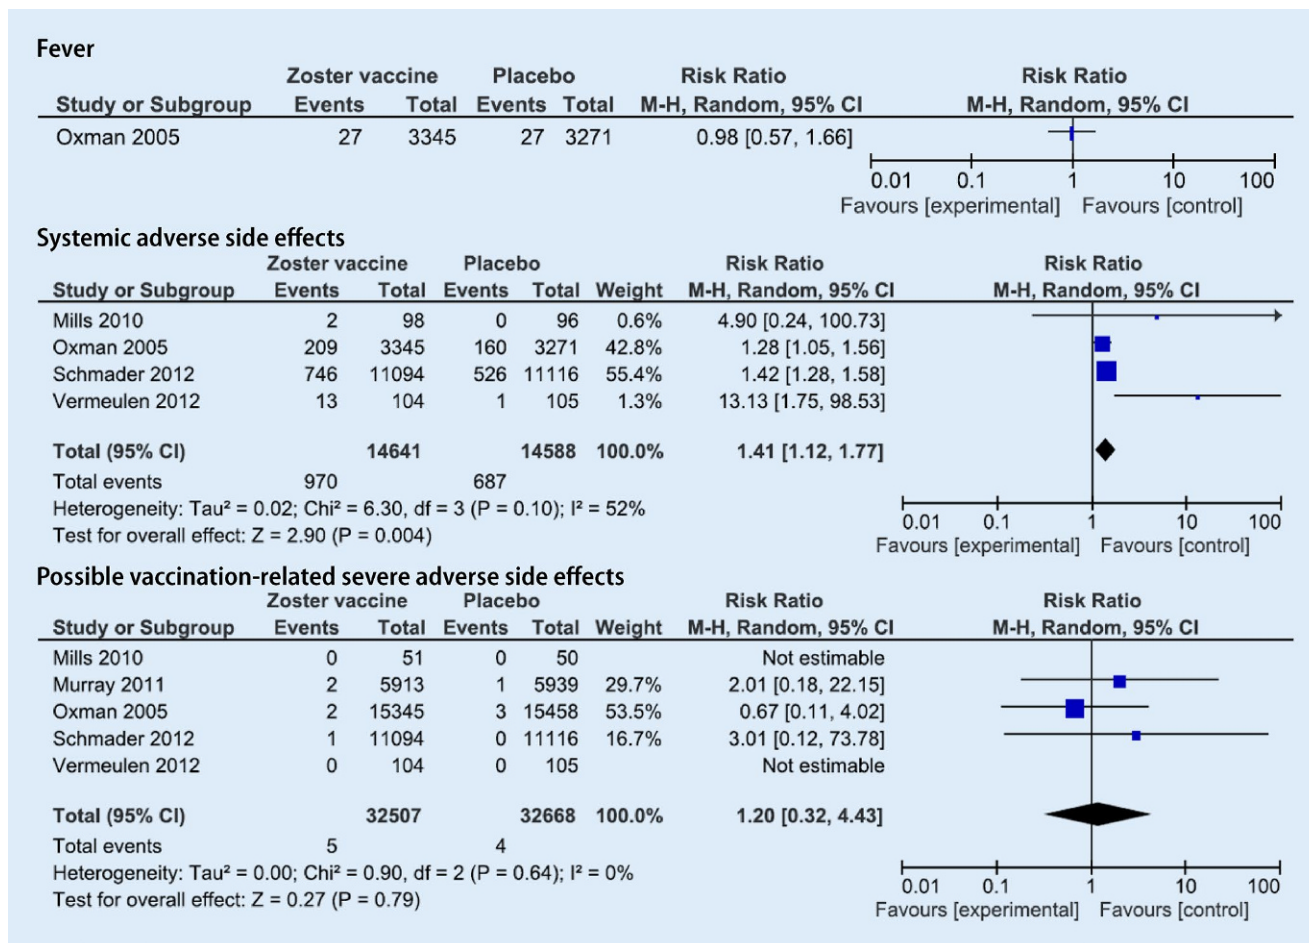 Fever
Zoster vaccine Placebo Risk Ratio Risk Ratio
Study or Subgroup Events Total Events Total M-H, Random, 95% CI M-H, Random, 95% CI
Oxman 2005 27 3345 27 3271 0.98 [0.57, 1.66]
0.01 0.1 1 10 100
Favours [experimental] Favours [control]
Systemic adverse side effects
Zoster vaccine Placebo Risk Ratio Risk Ratio
Study or Subgroup Events Total Events Total Weight M-H, Random, 95% CI M-H, Random, 95% CI
Mills 2010 2 98 0 96 0.6% 4.90 [0.24, 100.73]
Oxman 2005 209 3345 160 3271 42.8% 1.28 [1.05, 1.56]
Schmader 2012 746 11094 526 11116 55.4% 1.42 [1.28, 1.58]
Vermeulen 2012 13 104 1 105 1.3% 13.13 [1.75, 98.53]
Total (95% CI) 14641 14588 100.0% 1.41 [1.12, 1.77]
Total events 970 687
Heterogeneity: Tau² = 0.02; Chi² = 6.30, df = 3 (P = 0.10); I² = 52%
Test for overall effect: Z = 2.90 (P = 0.004)
0.01 0.1 1 10 100
Favours [experimental] Favours [control]
Possible vaccination-related severe adverse side effects
Zoster vaccine Placebo Risk Ratio Risk Ratio
Study or Subgroup Events Total Events Total Weight M-H, Random, 95% CI M-H, Random, 95% CI
Mills 2010 0 51 0 50 Not estimable
Murray 2011 2 5913 1 5939 29.7% 2.01 [0.18, 22.15]
Oxman 2005 2 15345 3 15458 53.5% 0.67 [0.11, 4.02]
Schmader 2012 1 11094 0 11116 16.7% 3.01 [0.12, 73.78]
Vermeulen 2012 0 104 0 105 Not estimable
Total (95% CI) 32507 32668 100.0% 1.20 [0.32, 4.43]
Total events 5 4
Heterogeneity: Tau² = 0.00; Chi² = 0.90, df = 2 (P = 0.64); I² = 0%
Test for overall effect: Z = 0.27 (P = 0.79)
0.01 0.1 1 10 100
Favours [experimental] Favours [control]